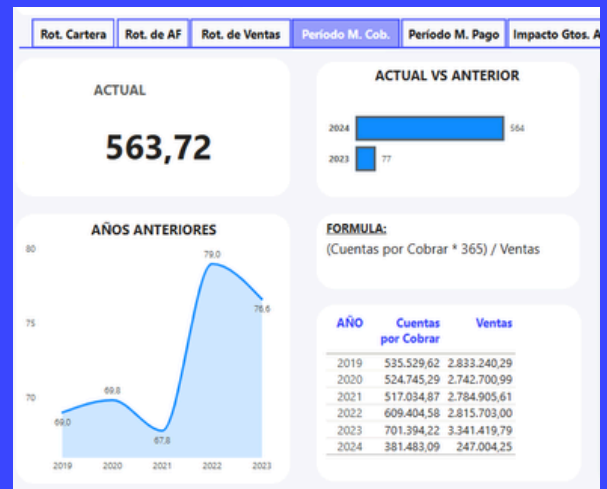 Rot. Cartera Rot. de AF Rot. de Ventas Período M. Cob. Período M. Pago Impacto Gtos. A
ACTUAL
563,72
ACTUAL VS ANTERIOR
2024 564
2023 77
AÑOS ANTERIORES
80
75
70
69,0
69,8
67,8
79,0
76,6
2019 2020 2021 2022 2023
FORMULA:
(Cuentas por Cobrar * 365) / Ventas
AÑO Cuentas por Cobrar Ventas
2019 535.529,62 2.833.240,29
2020 524.745,29 2.742.700,99
2021 517.034,87 2.784.905,61
2022 609.404,58 2.815.703,00
2023 701.394,22 3.341.419,79
2024 381.483,09 247.004,25